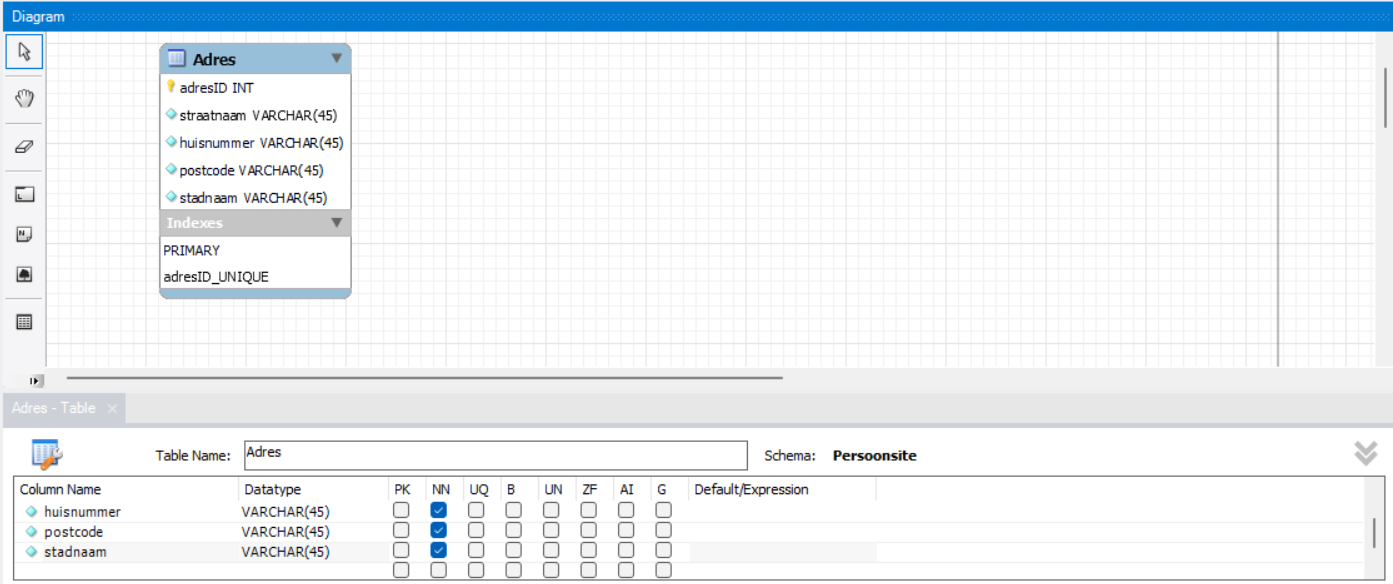 Diagram
Adres
adresID INT
straatnaam VARCHAR(45)
huisnummer VARCHAR(45)
postcode VARCHAR(45)
stadnaam VARCHAR(45)
Indexes
PRIMARY
adresID_UNIQUE
Adres - Table
Table Name: Adres Schema: Persoonsite
Column Name Datatype PK NN UQ B UN ZF AI G Default/Expression
huisnummer VARCHAR(45)
postcode VARCHAR(45)
stadnaam VARCHAR(45)